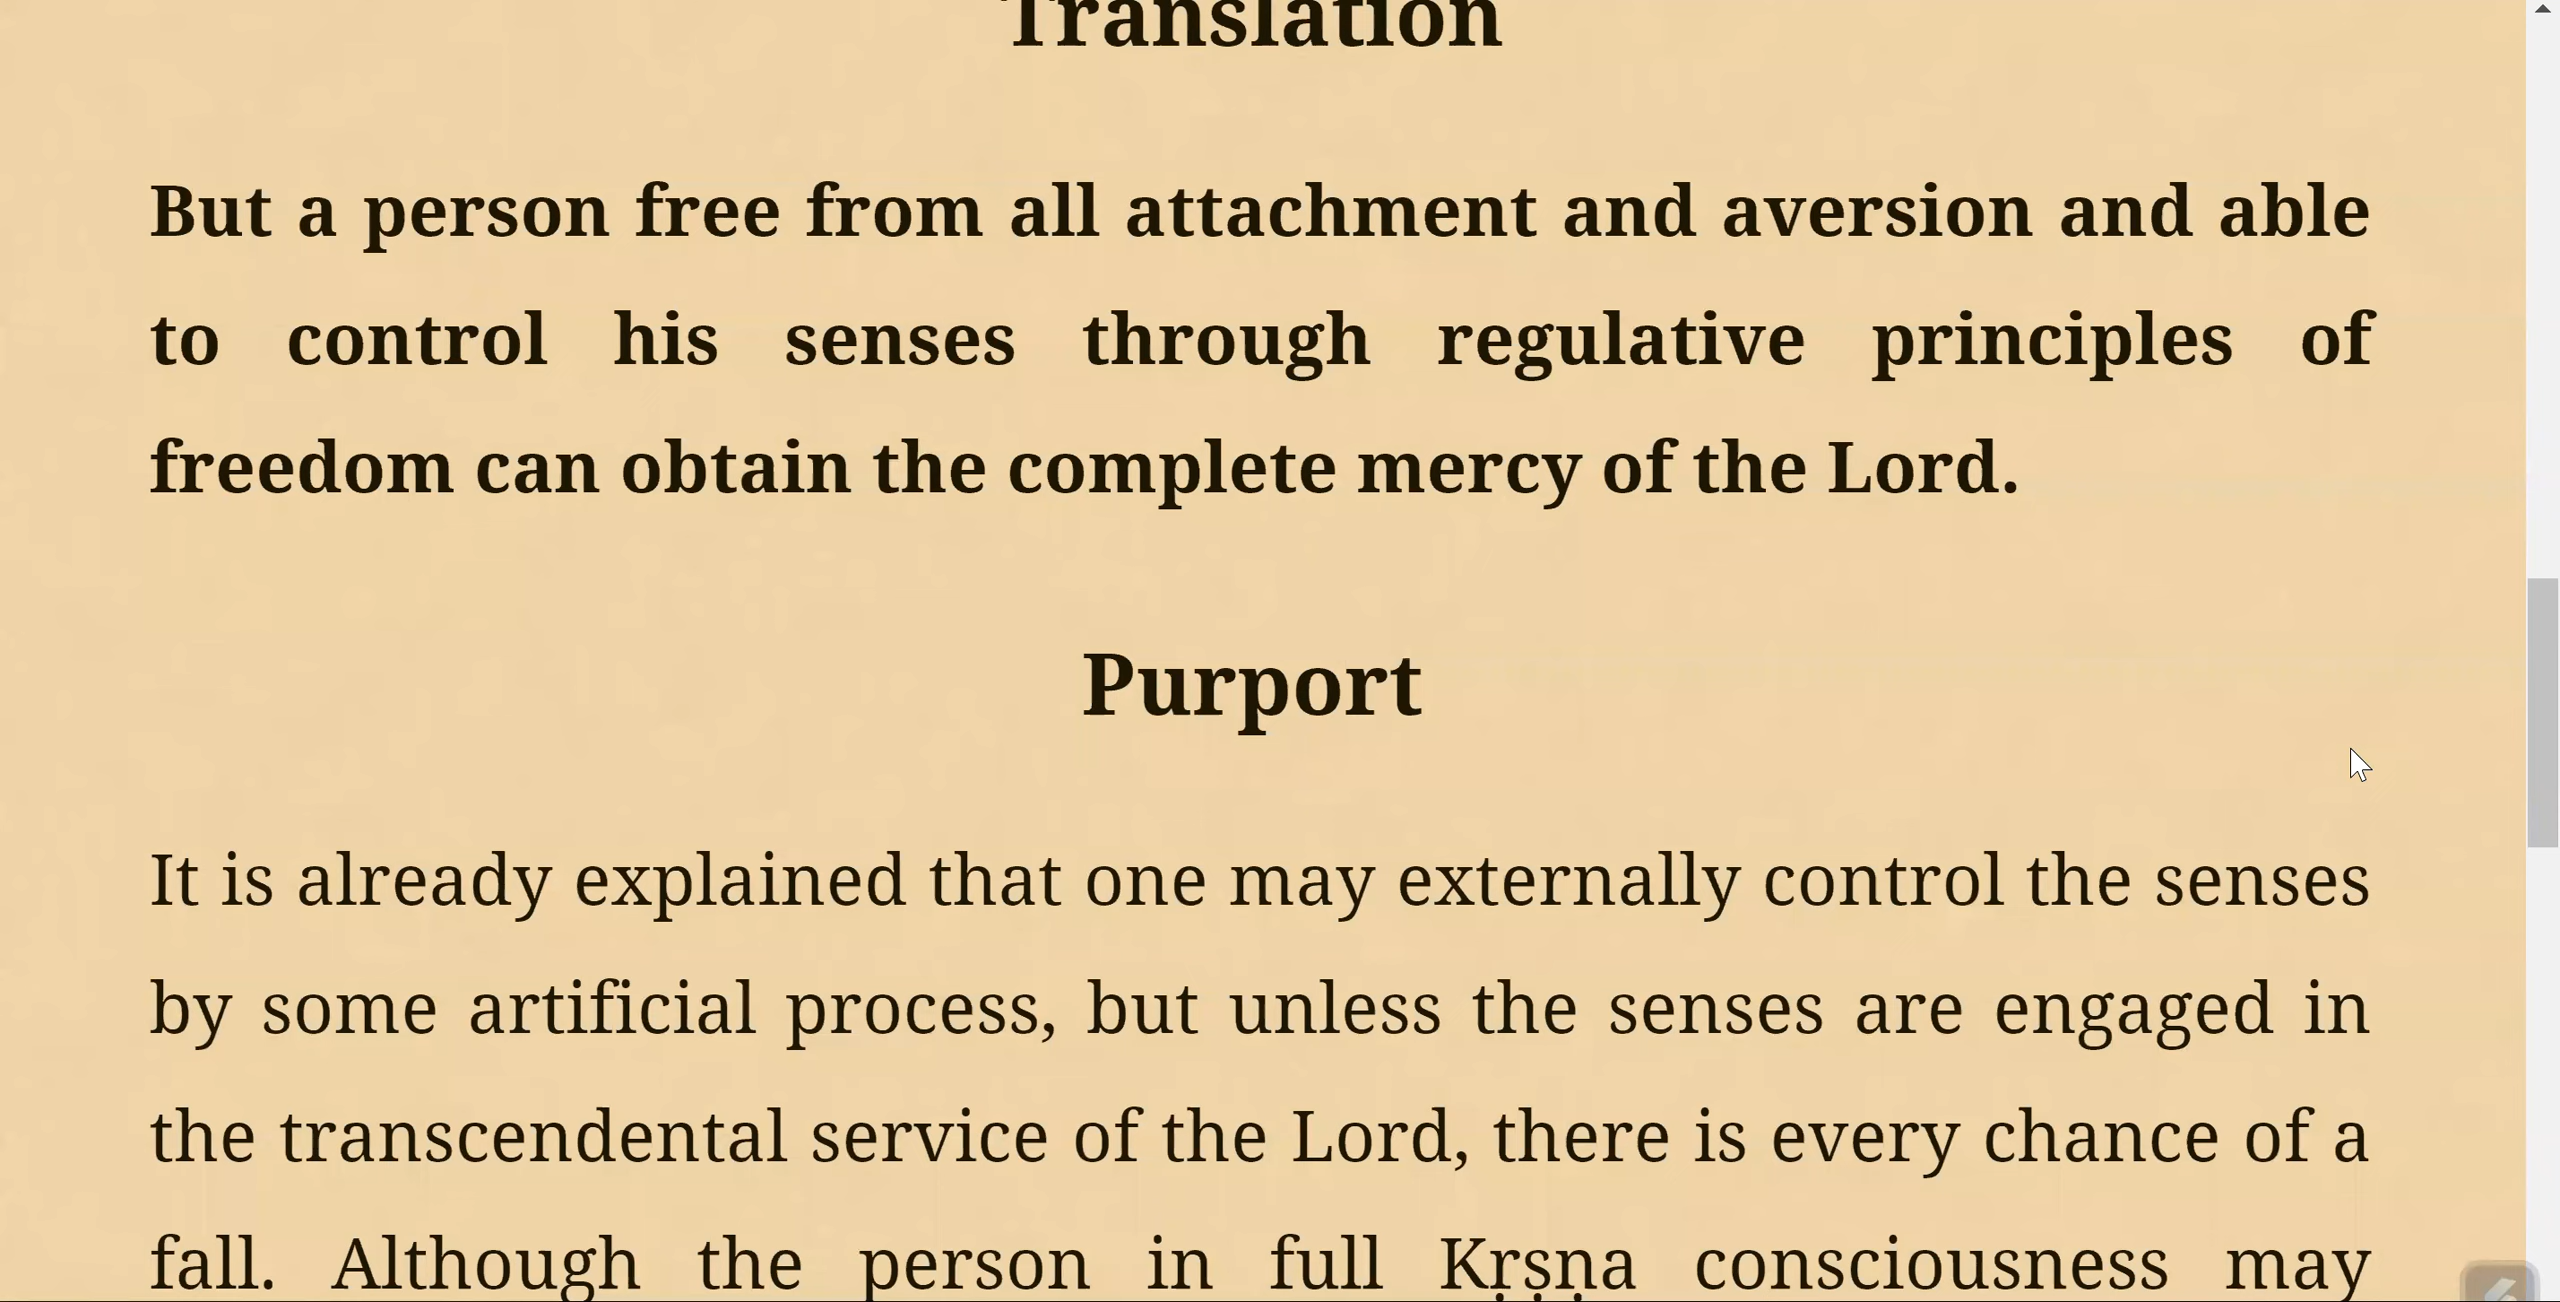 Translation
But a person free from all attachment and aversion and able
to control his senses through regulative principles of
freedom can obtain the complete mercy of the Lord.
Purport
It is already explained that one may externally control the senses
by some artificial process, but unless the senses are engaged in
the transcendental service of the Lord, there is every chance of a
fall. Although the person in full Kṛṣṇa consciousness may